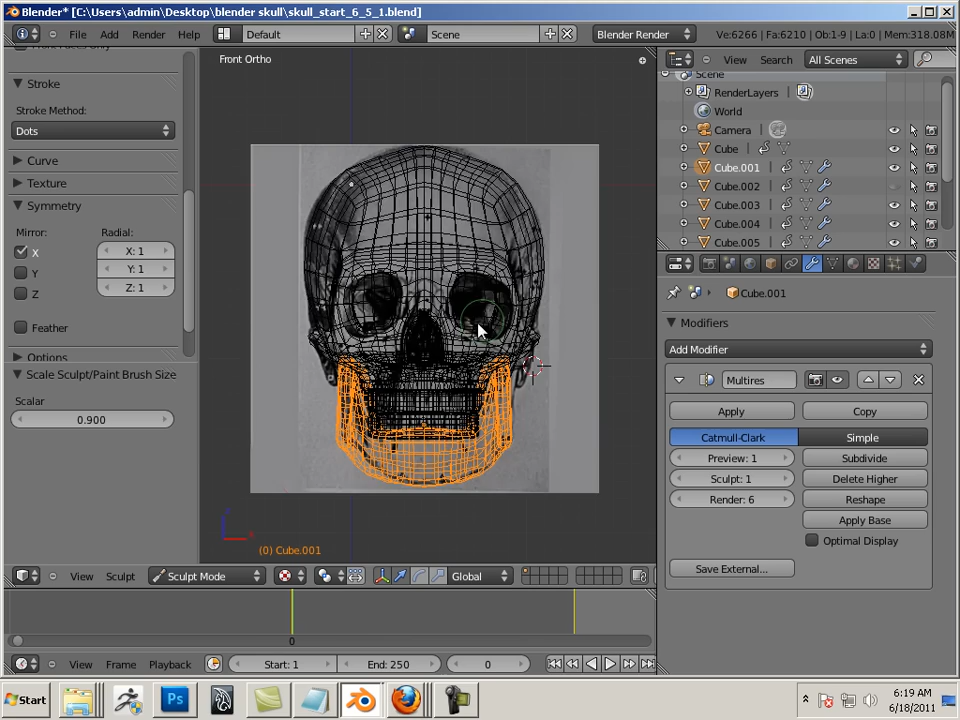 Blender* [C:\Users\admin\Desktop\blender skull\skull_start_6_5_1.blend]
File Add Render Help Default Scene Blender Render Ve:6266 | Fa:6210 | Ob:1-9 | La:0 | Mem:318.08M
Stroke
Stroke Method:
Dots
Curve
Texture
Symmetry
Mirror: Radial:
X X: 1
Y Y: 1
Z Z: 1
Feather
Options
Scale Sculpt/Paint Brush Size
Scalar
0.900
Front Ortho
(0) Cube.001
View Sculpt Sculpt Mode Global
0
View Frame Playback Start: 1 End: 250 0
View Search All Scenes
Scene
RenderLayers
World
Camera
Cube
Cube.001
Cube.002
Cube.003
Cube.004
Cube.005
Cube.001
Modifiers
Add Modifier
Multires
Apply Copy
Catmull-Clark Simple
Preview: 1 Subdivide
Sculpt: 1 Delete Higher
Render: 6 Reshape
Apply Base
Optimal Display
Save External...
Start Ps 6:19 AM
6/18/2011